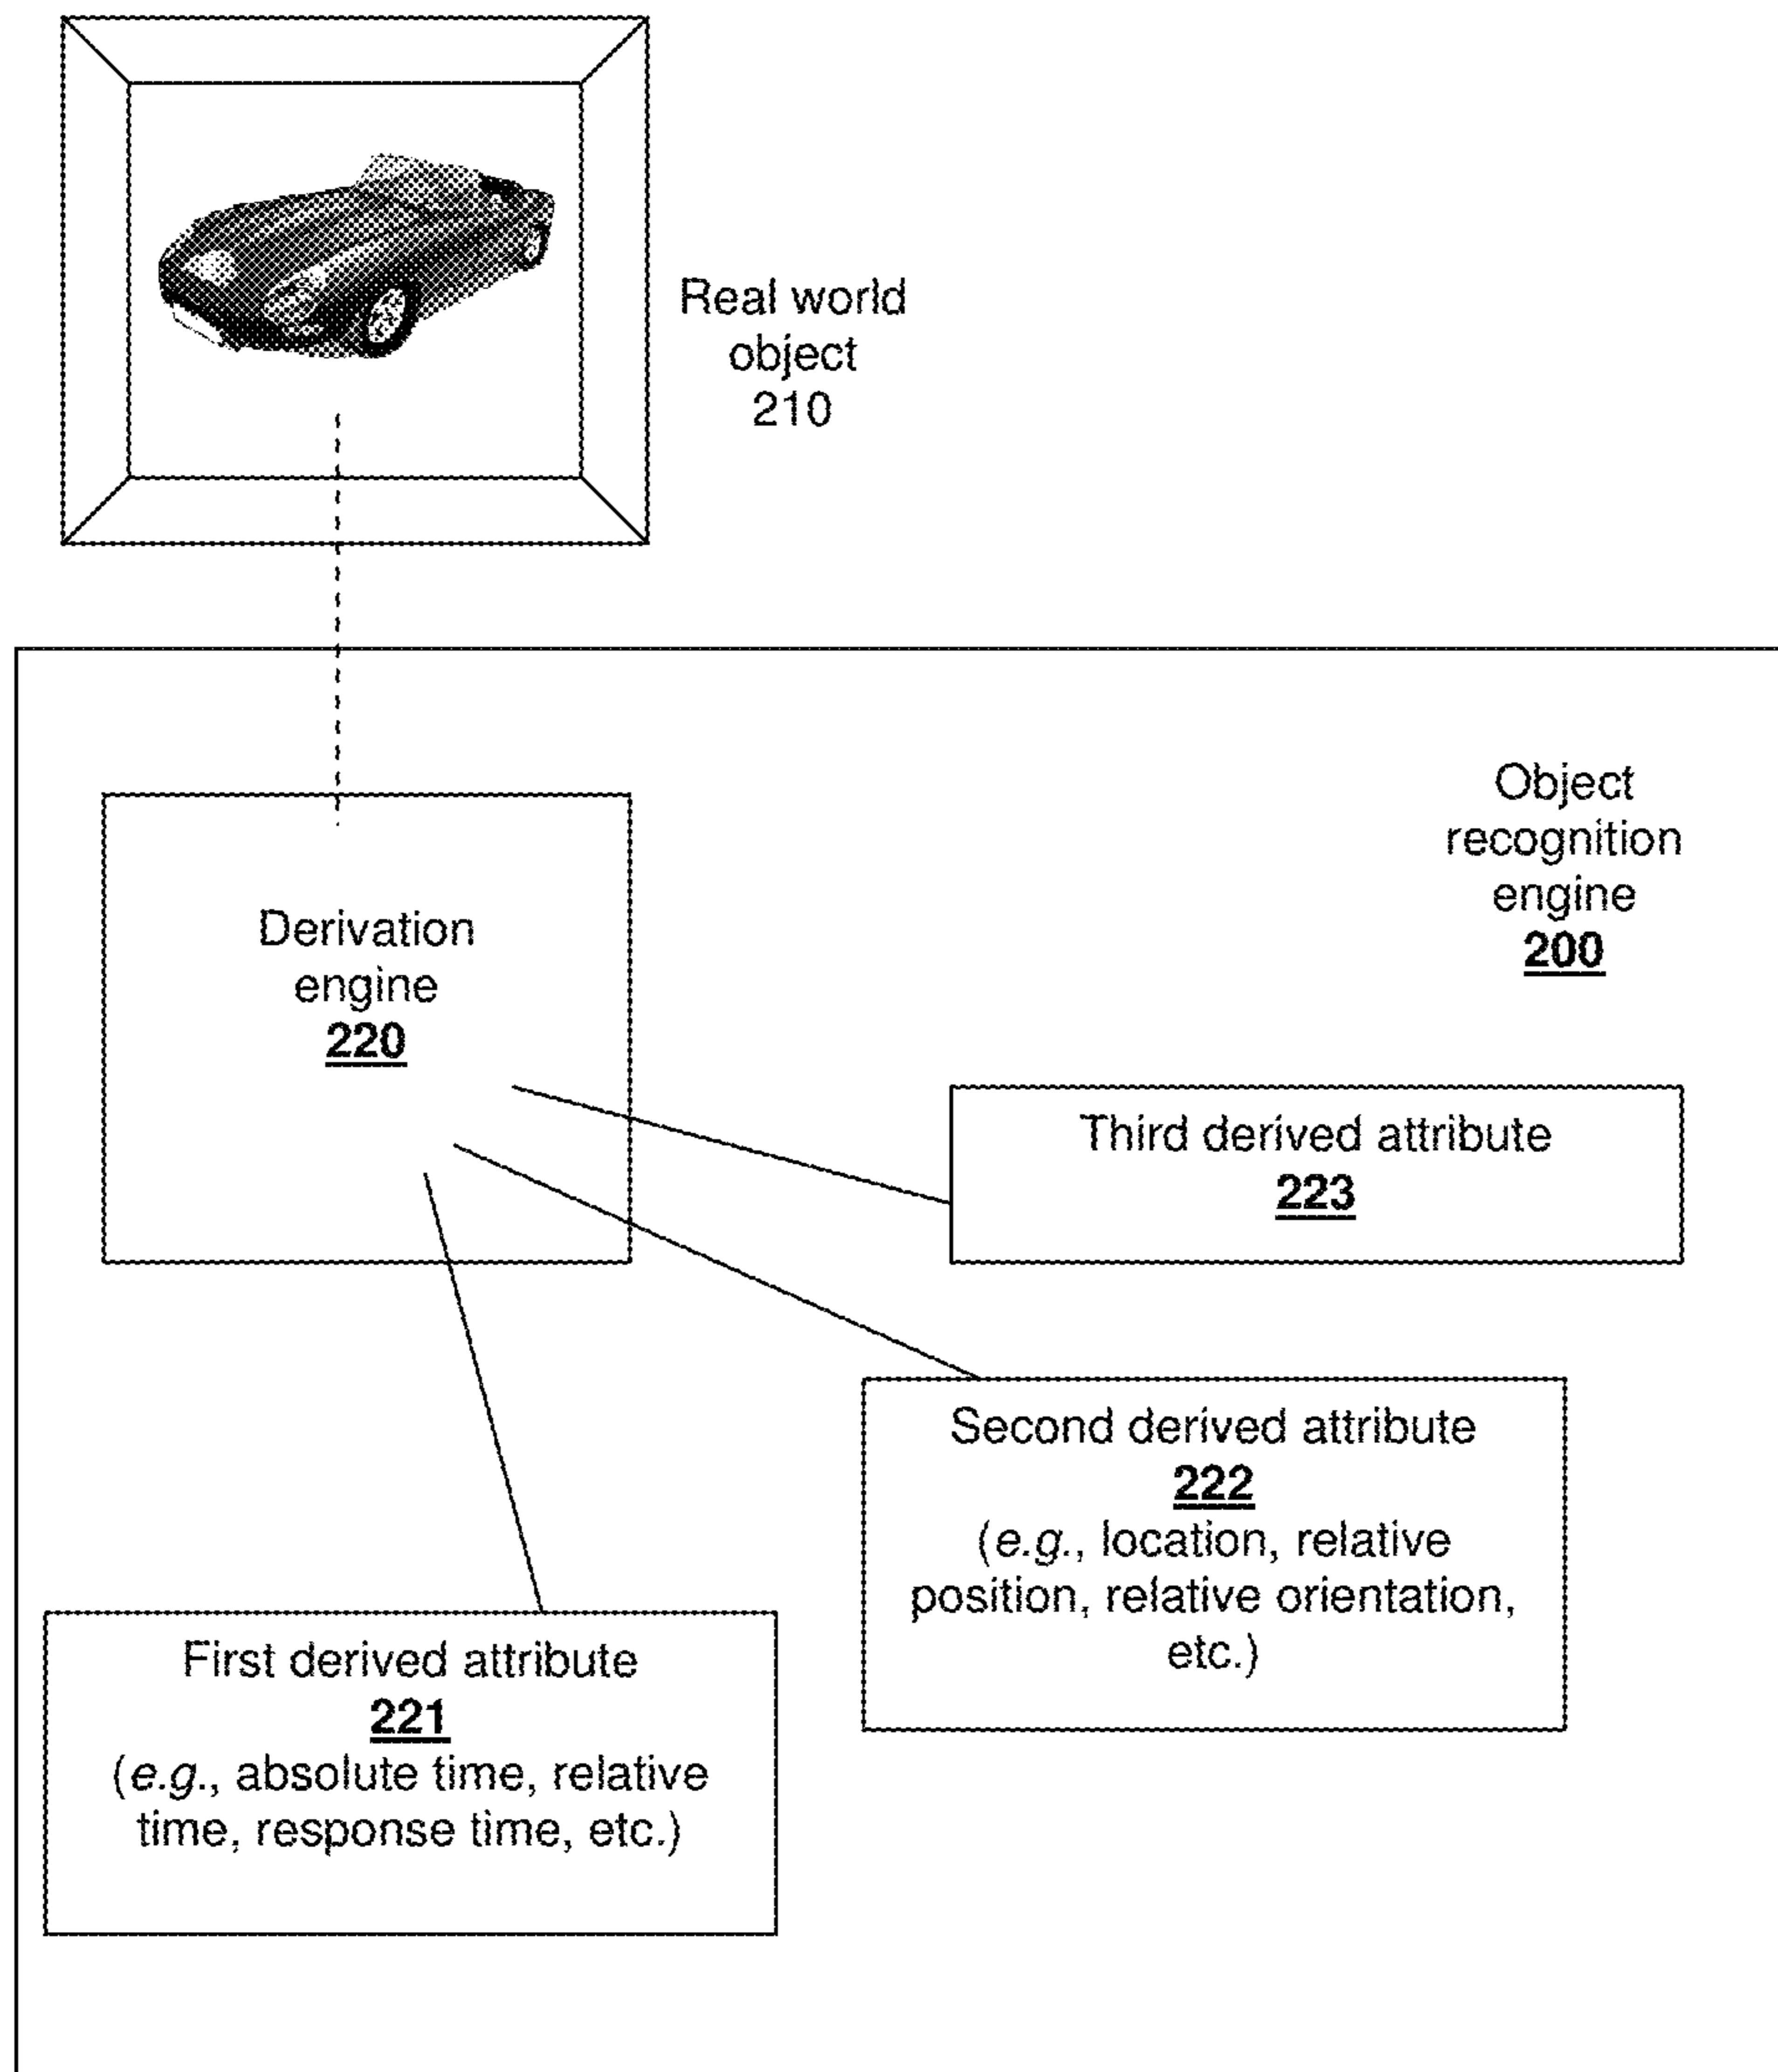 Real world
object
210
Object
recognition
engine
200
Derivation
engine
220
Third derived attribute
223
Second derived attribute
222
(e.g., location, relative
position, relative orientation,
etc.)
First derived attribute
221
(e.g., absolute time, relative
time, response time, etc.)